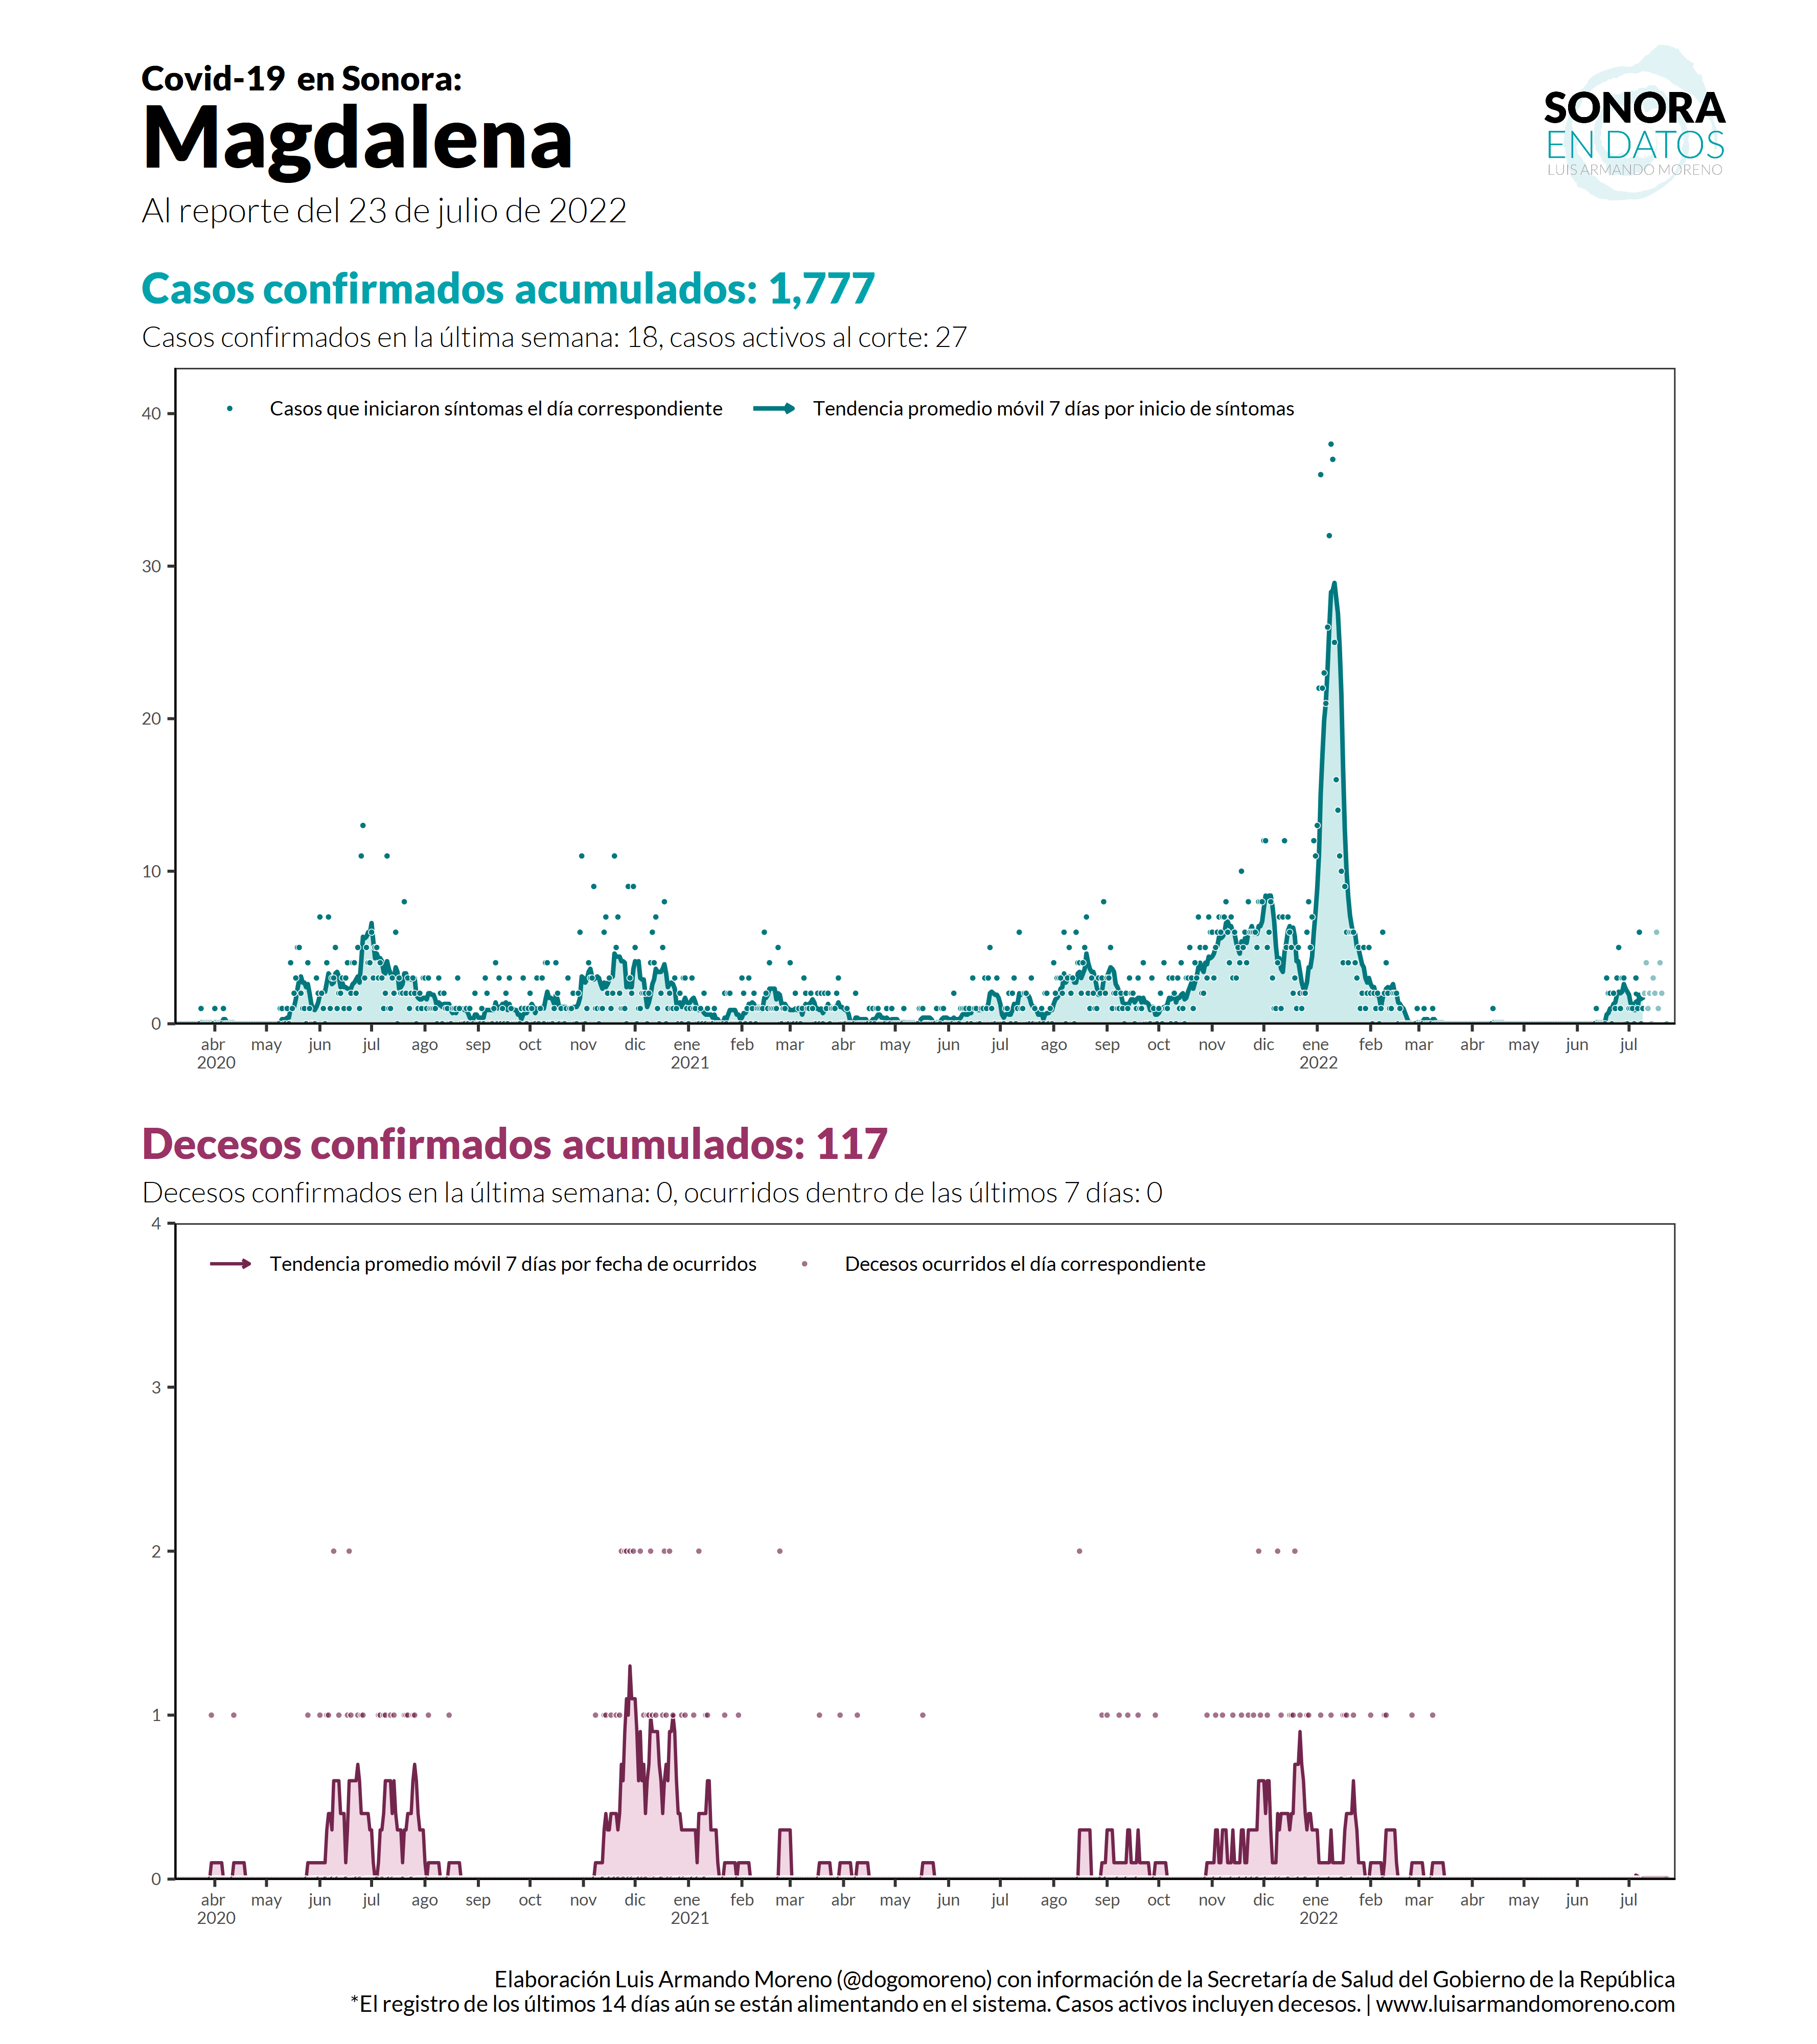 Covid-19 en Sonora:
Magdalena
Al reporte del 23 de julio de 2022
SONORA
EN DATOS
LUIS ARMANDO MORENO
Casos confirmados acumulados: 1,777
Casos confirmados en la última semana: 18, casos activos al corte: 27
Casos que iniciaron síntomas el día correspondiente Tendencia promedio móvil 7 días por inicio de síntomas
40
30
20
10
0
abr may jun jul ago sep oct nov dic ene feb mar abr may jun jul ago sep oct nov dic ene feb mar abr may jun jul
2020 2021 2022
Decesos confirmados acumulados: 117
Decesos confirmados en la última semana: 0, ocurridos dentro de las últimos 7 días: 0
4
Tendencia promedio móvil 7 días por fecha de ocurridos Decesos ocurridos el día correspondiente
3
2
1
0
abr may jun jul ago sep oct nov dic ene feb mar abr may jun jul ago sep oct nov dic ene feb mar abr may jun jul
2020 2021 2022
Elaboración Luis Armando Moreno (@dogomoreno) con información de la Secretaría de Salud del Gobierno de la República
*El registro de los últimos 14 días aún se están alimentando en el sistema. Casos activos incluyen decesos. | www.luisarmandomoreno.com